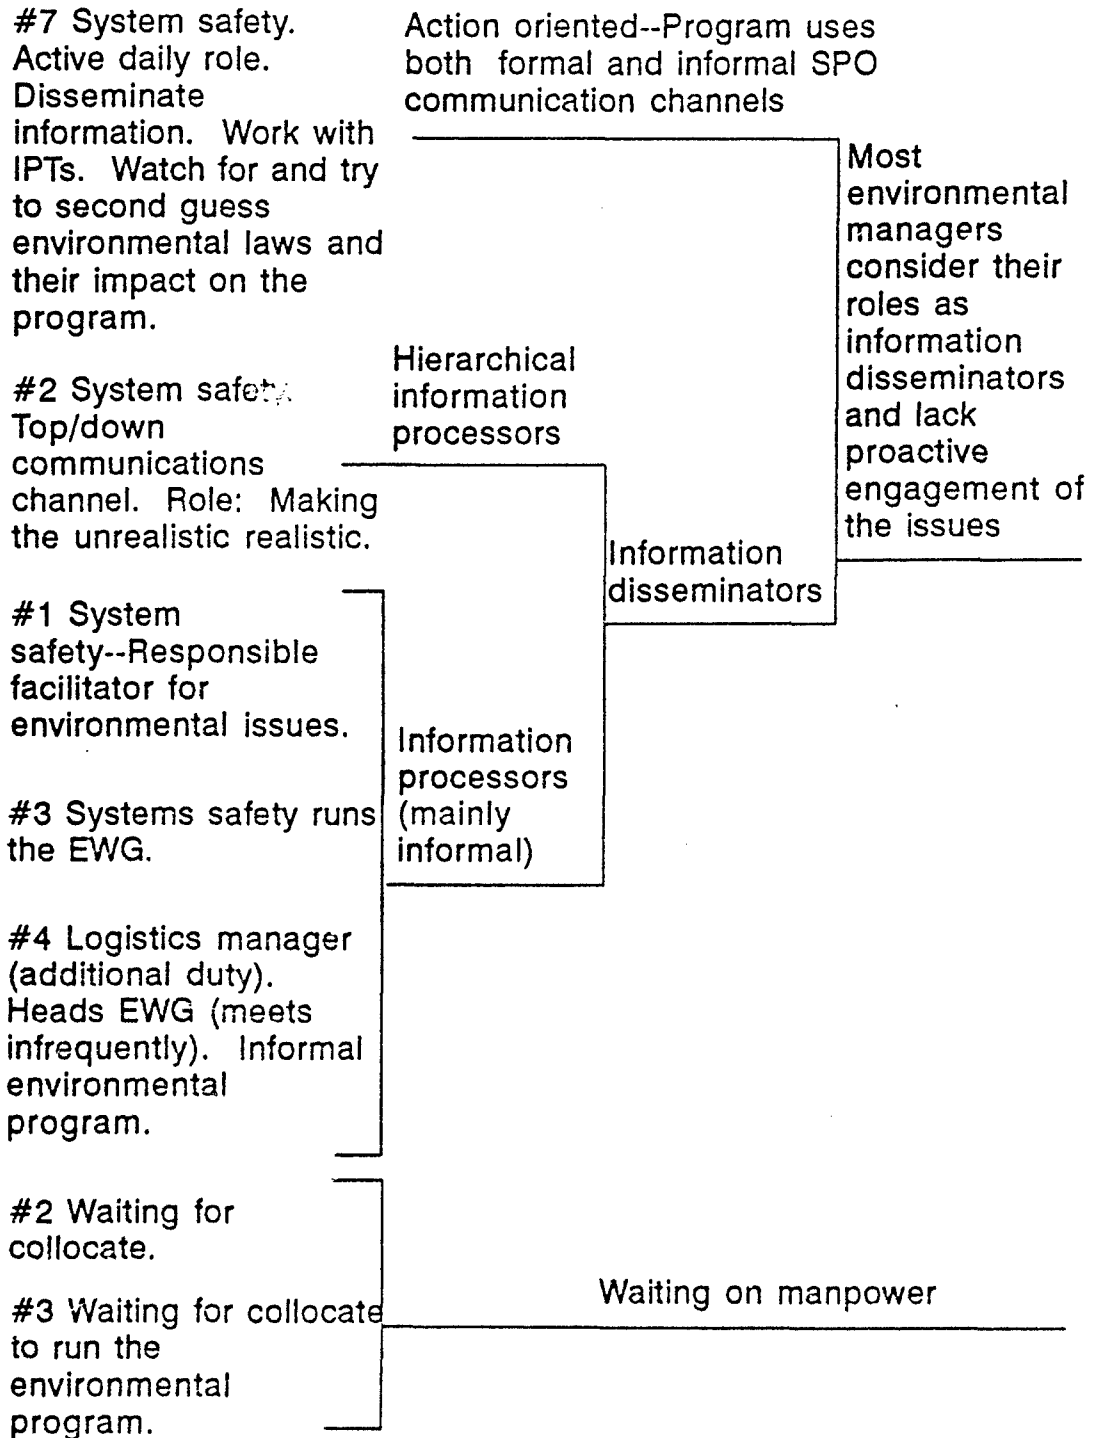 #7 System safety.
Active daily role.
Disseminate
information. Work with
IPTs. Watch for and try
to second guess
environmental laws and
their impact on the
program.
Action oriented--Program uses
both formal and informal SPO
communication channels
#2 System safety.
Top/down
communications
channel. Role: Making
the unrealistic realistic.
Hierarchical
information
processors
Most
environmental
managers
consider their
roles as
information
disseminators
and lack
proactive
engagement of
the issues
Information
disseminators
#1 System
safety--Responsible
facilitator for
environmental issues.
#3 Systems safety runs
the EWG.
#4 Logistics manager
(additional duty).
Heads EWG (meets
infrequently). Informal
environmental
program.
Information
processors
(mainly
informal)
#2 Waiting for
collocate.
#3 Waiting for collocate
to run the
environmental
program.
Waiting on manpower